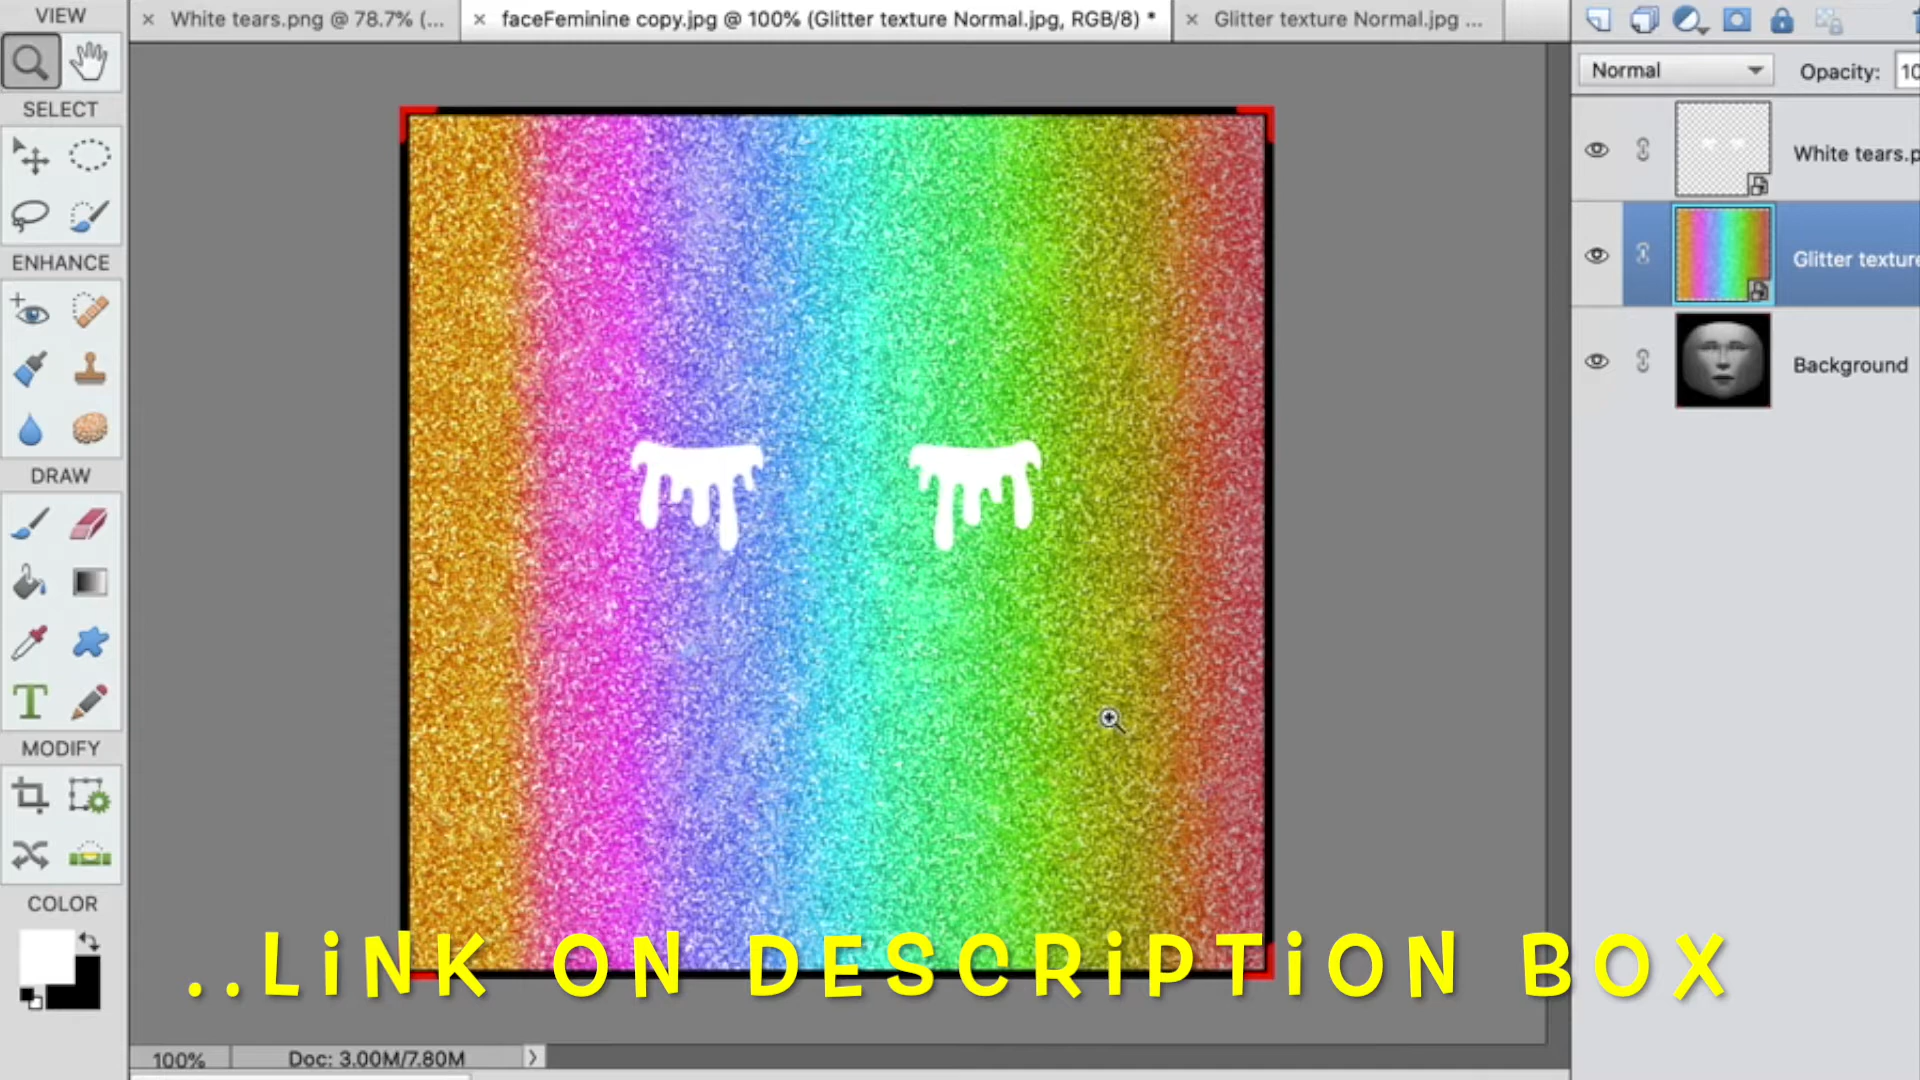 VIEW
SELECT
ENHANCE
DRAW
T
MODIFY
COLOR
White tears.png @ 78.7% (...
faceFeminine copy.jpg @ 100% (Glitter texture Normal.jpg, RGB/8) *
Glitter texture Normal.jpg ...
Normal
Opacity: 10
White tears.p
Glitter texture
Background
..LiNK ON DESCRiPTiON BOX
100%
Doc: 3.00M/7.80M